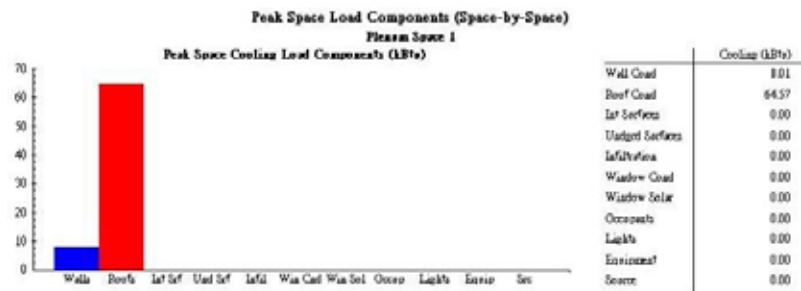 Peak Space Load Components (Space-by-Space)
Plenum Space 1
Peak Space Cooling Load Components (kBtu)
Cooling (kBtu)
70
60
50
40
30
20
10
0
Walls Roofs Int Srf Und Srf Infil Win Cnd Win Sol Occup Lights Equip Src
Wall Cond 8.01
Roof Cond 64.57
Int Surfaces 0.00
Undgrd Surfaces 0.00
Infiltration 0.00
Window Cond 0.00
Window Solar 0.00
Occupants 0.00
Lights 0.00
Equipment 0.00
Source 0.00